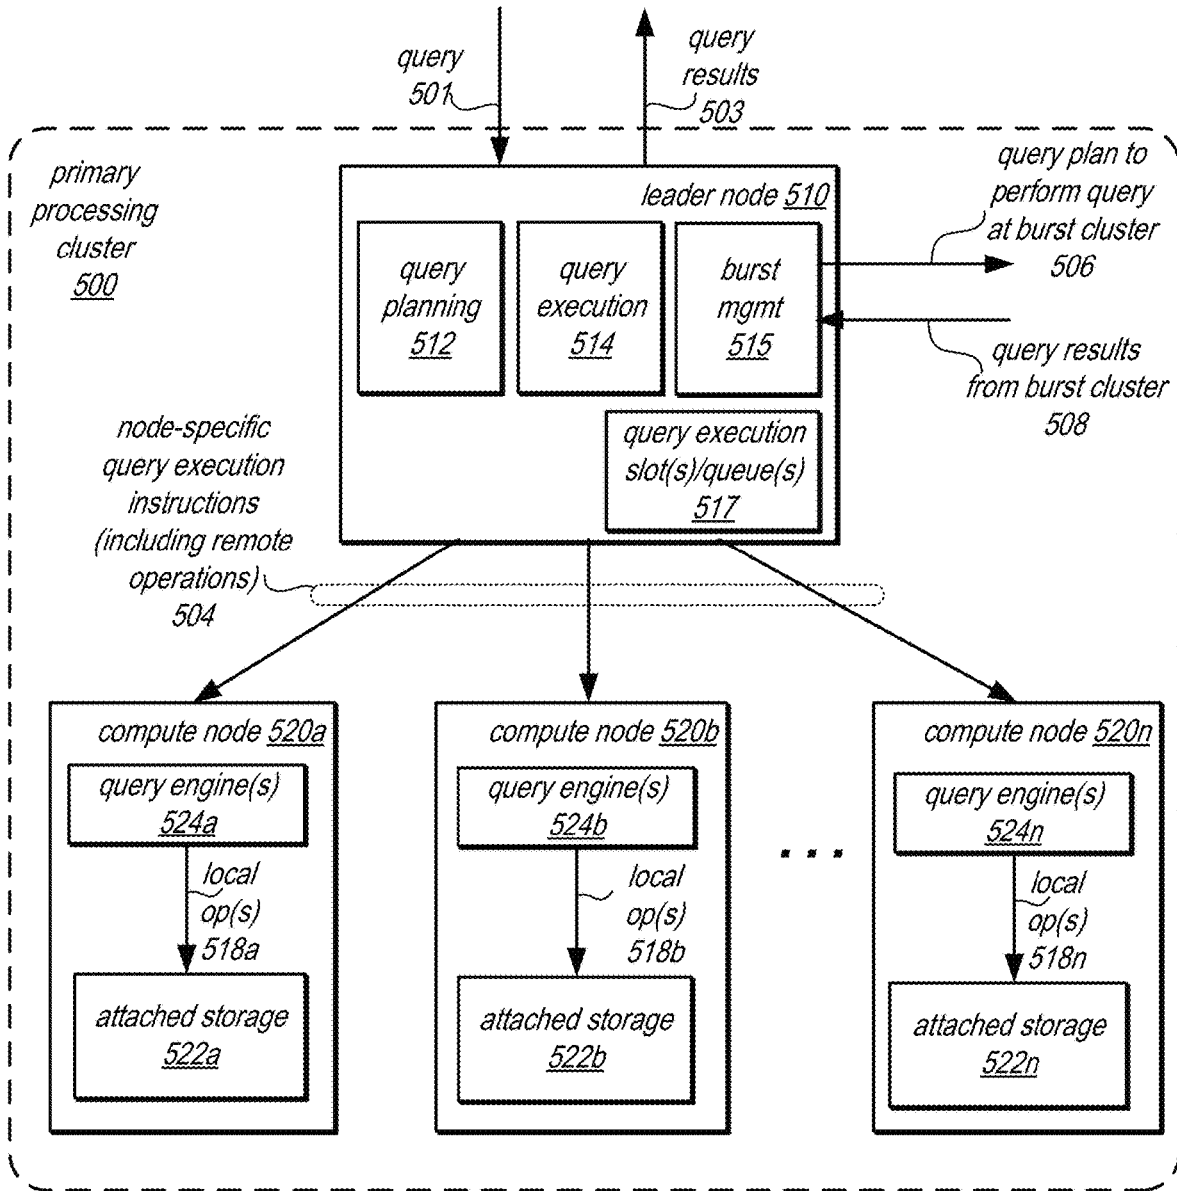 query
501
query
results
503
primary
processing
cluster
500
leader node 510
query plan to
perform query
at burst cluster
506
query
planning
512
query
execution
514
burst
mgmt
515
query results
from burst cluster
508
query execution
slot(s)/queue(s)
517
node-specific
query execution
instructions
(including remote
operations)
504
compute node 520a
query engine(s)
524a
local
op(s)
518a
attached storage
522a
compute node 520b
query engine(s)
524b
local
op(s)
518b
attached storage
522b
. . .
compute node 520n
query engine(s)
524n
local
op(s)
518n
attached storage
522n